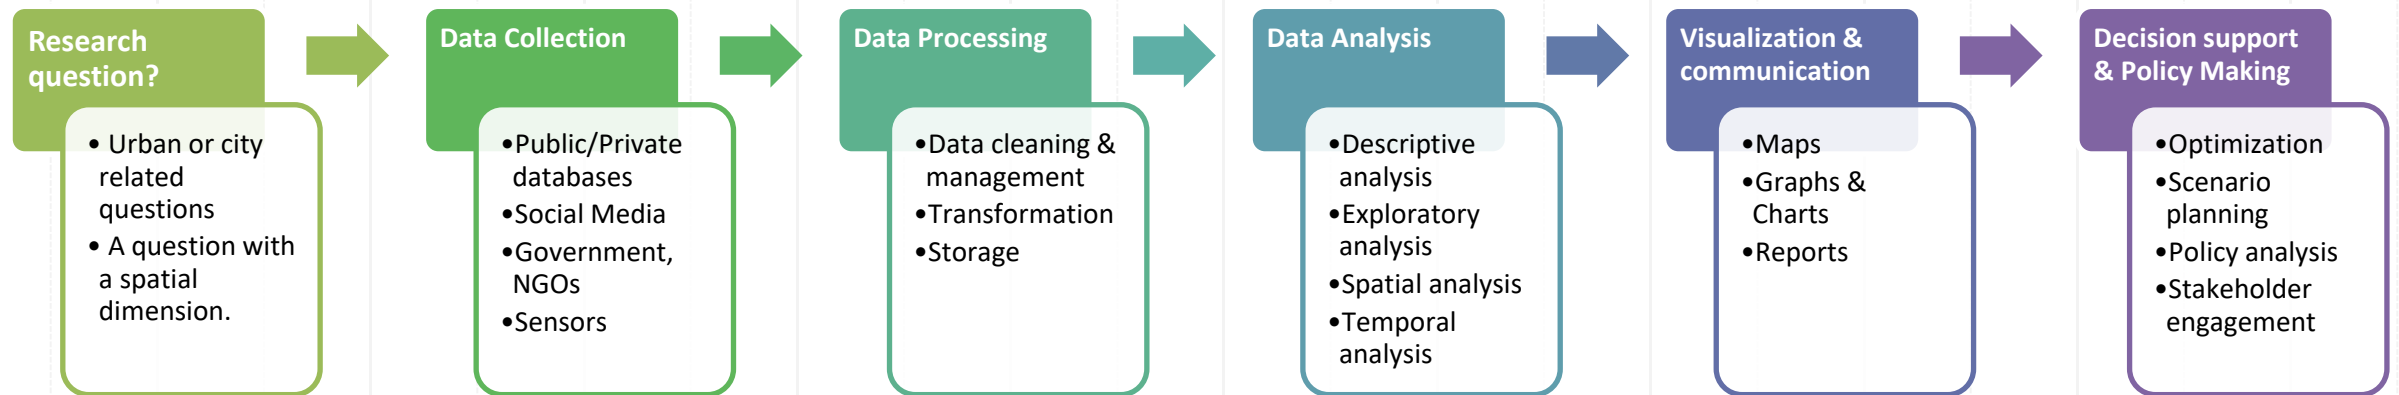 Research
question?
• Urban or city
related
questions
• A question with
a spatial
dimension.
Data Collection
•Public/Private
databases
•Social Media
•Government,
NGOs
•Sensors
Data Processing
•Data cleaning &
management
•Transformation
•Storage
Data Analysis
•Descriptive
analysis
•Exploratory
analysis
•Spatial analysis
•Temporal
analysis
Visualization &
communication
•Maps
•Graphs &
Charts
•Reports
Decision support
& Policy Making
•Optimization
•Scenario
planning
•Policy analysis
•Stakeholder
engagement